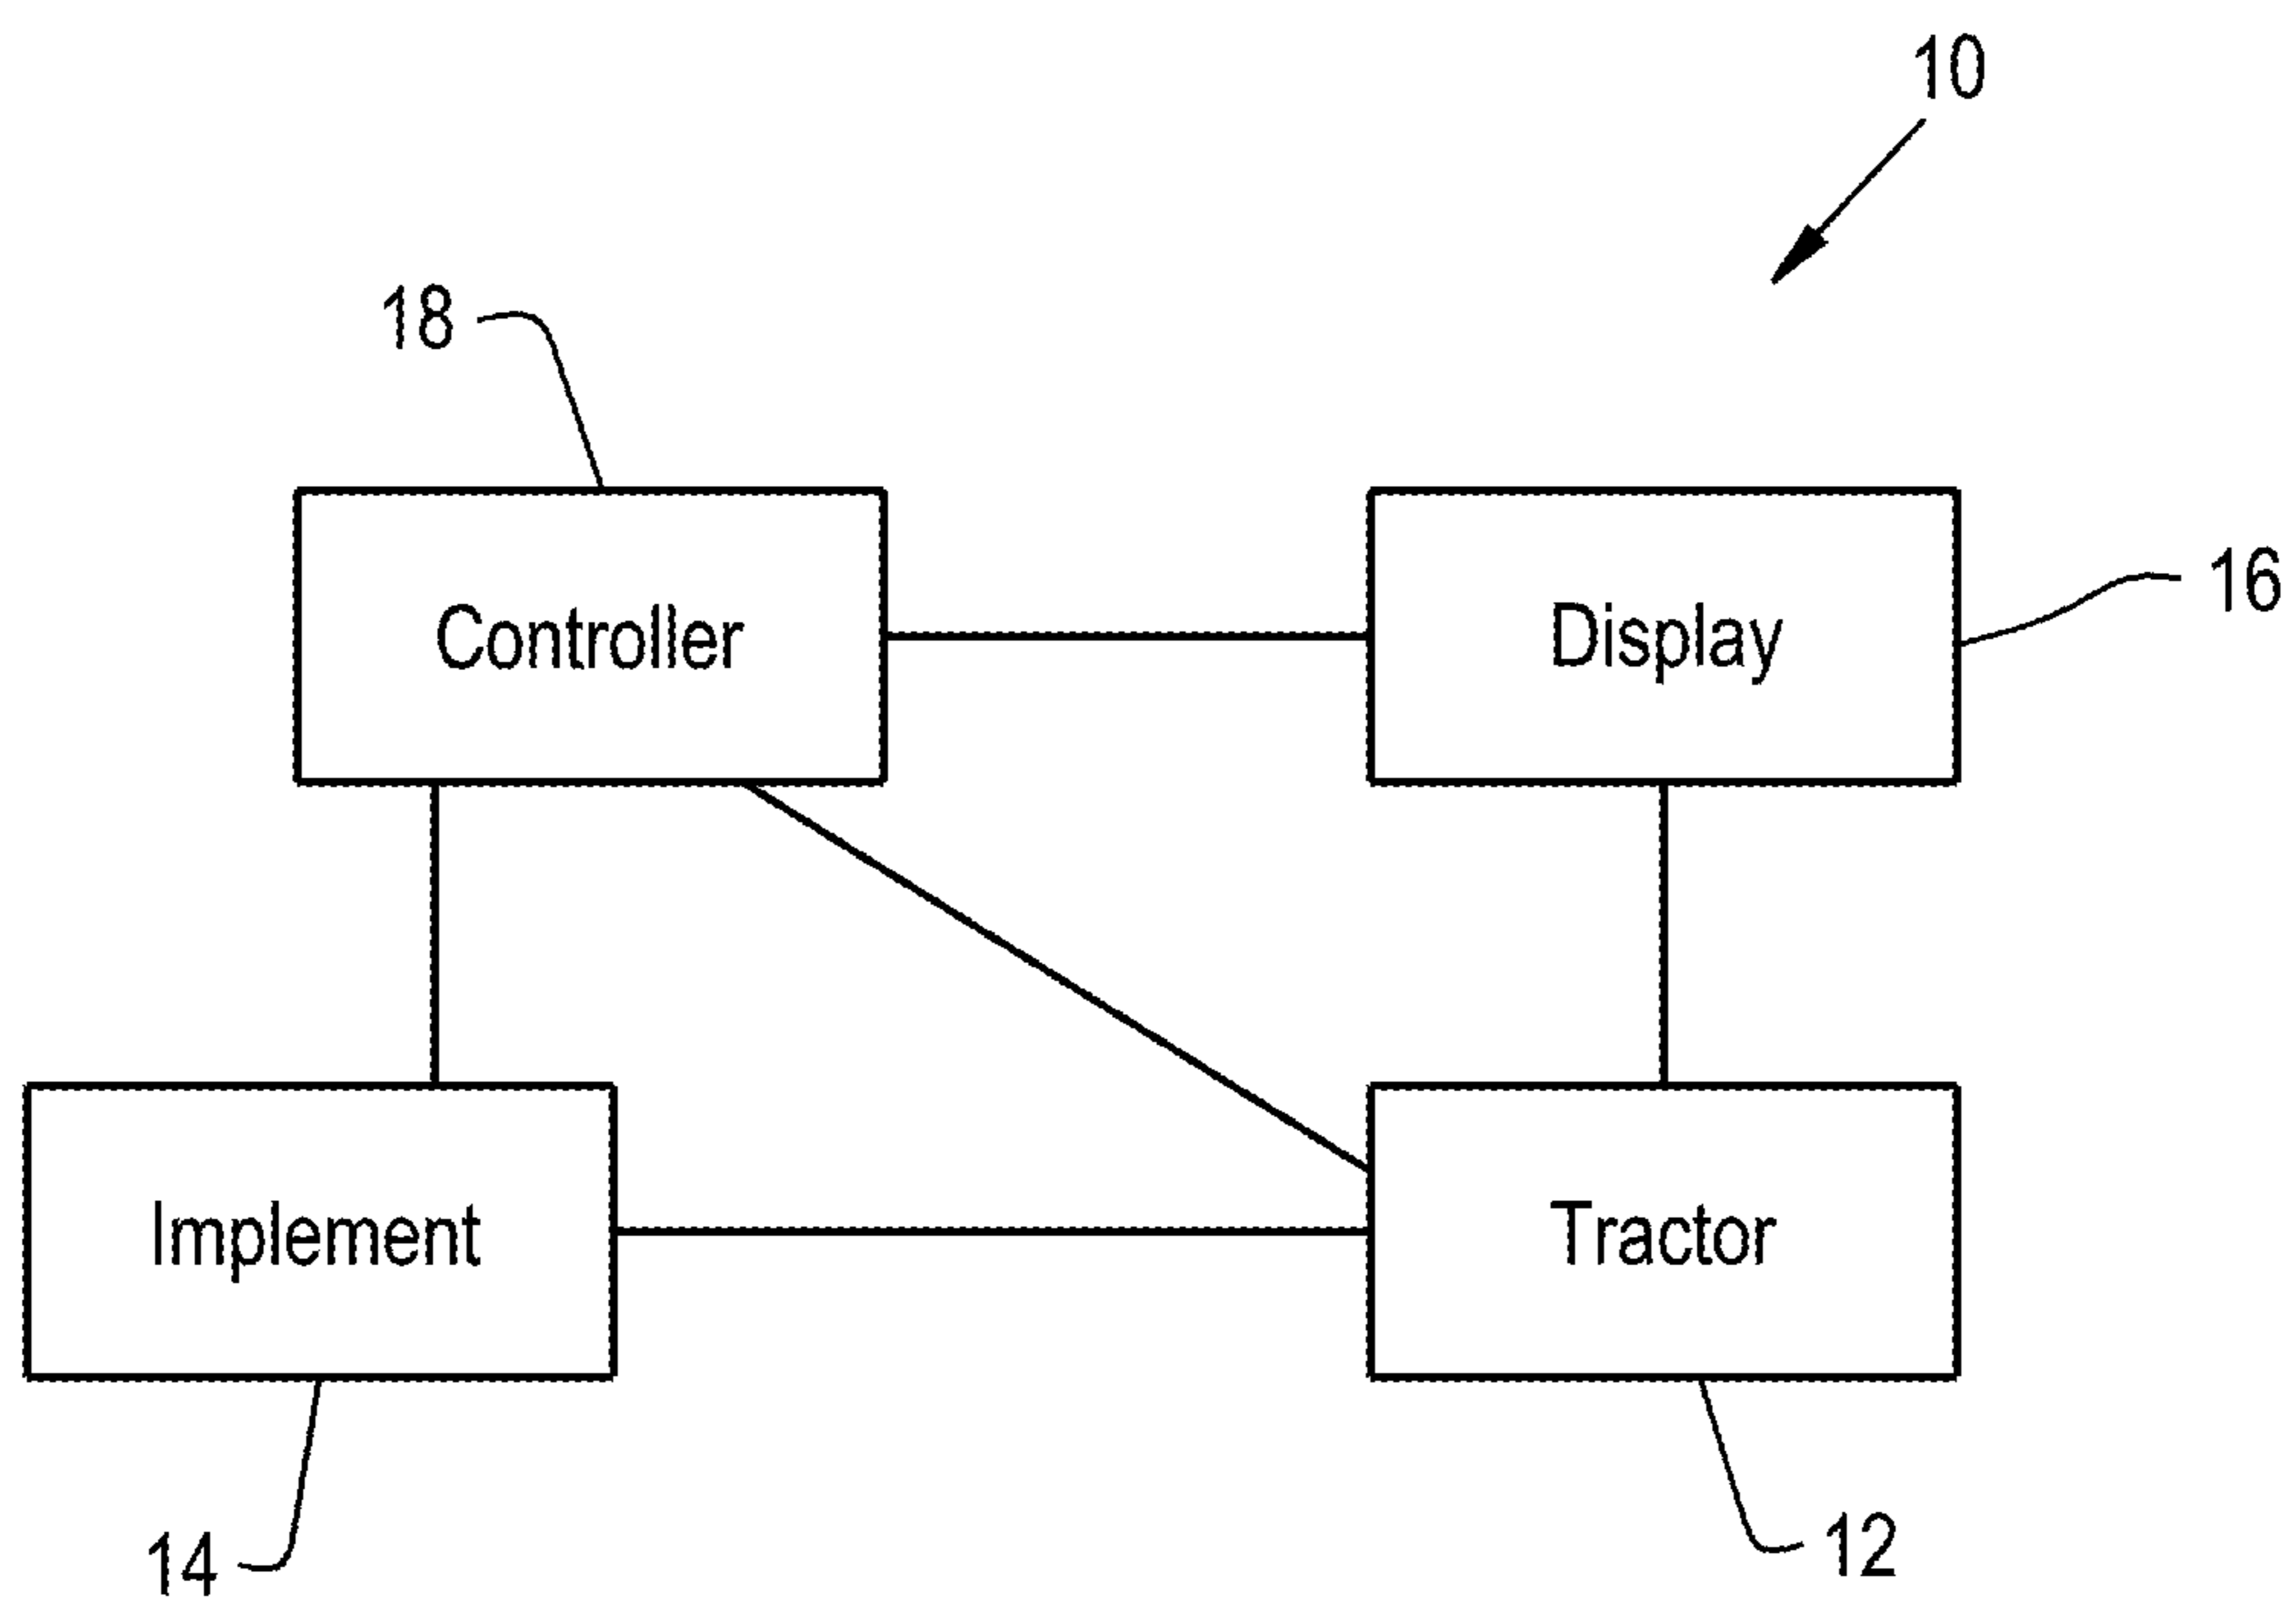 10
18
16
Controller
Display
Implement
Tractor
14
12